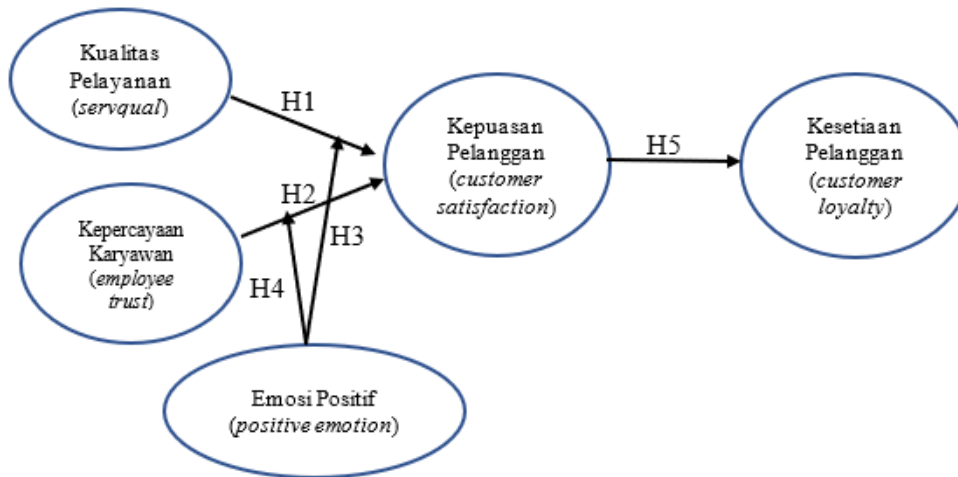 Kualitas
Pelayanan
(servqual)
H1
Kepuasan
Pelanggan
(customer
satisfaction)
H5
Kesetiaan
Pelanggan
(customer
loyalty)
Kepercayaan
Karyawan
(employee
trust)
H2
H3
H4
Emosi Positif
(positive emotion)